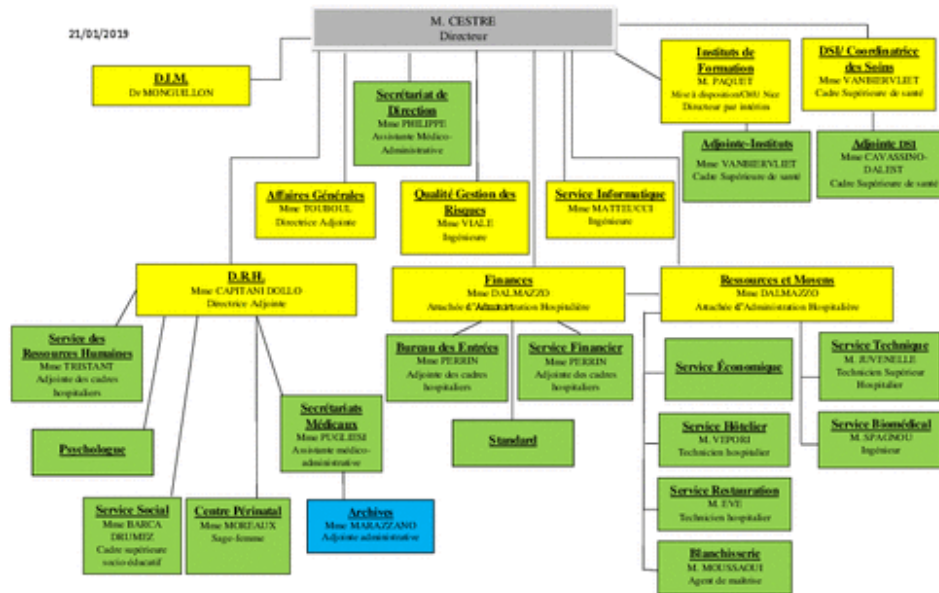 21/01/2019
M. CESTRE
Directeur
D.I.M.
Dr MONGUILLON
Secrétariat de
Direction
Mme PHILIPPE
Assistante Médico-
Administrative
Instituts de
Formation
M. PAQUET
Mise à disposition/CHU Nice
Directeur par intérim
DSI/ Coordinatrice
des Soins
Mme VANBIERVLIET
Cadre Supérieure de santé
Adjointe-Instituts
Mme VANBIERVLIET
Cadre Supérieure de santé
Adjointe DSI
Mme CAVASSINO-
DALEST
Cadre Supérieure de santé
Affaires Générales
Mme TOUBOUL
Directrice Adjointe
Qualité Gestion des
Risques
Mme VIALE
Ingénieure
Service Informatique
Mme MATTEUCCI
Ingénieure
D.R.H.
Mme CAPITANI DOLLO
Directrice Adjointe
Finances
Mme DALMAZZO
Attachée d'Administration Hospitalière
Ressources et Moyens
Mme DALMAZZO
Attachée d'Administration Hospitalière
Service des
Ressources Humaines
Mme TRISTANT
Adjointe des cadres
hospitaliers
Bureau des Entrées
Mme PERRIN
Adjointe des cadres
hospitaliers
Service Financier
Mme PERRIN
Adjointe des cadres
hospitaliers
Service Économique
Service Technique
M. JUVENELLE
Technicien Supérieur
Hospitalier
Psychologue
Secrétariats
Médicaux
Mme PUGLIESI
Assistante médico-
administrative
Standard
Service Hôtelier
M. VEPORI
Technicien hospitalier
Service Biomédical
M. SPAGNOU
Ingénieur
Service Social
Mme BARCA
DRUMEZ
Cadre supérieure
socio-éducatif
Centre Périnatal
Mme MOREAUX
Sage-femme
Archives
Mme MARAZZANO
Adjointe administrative
Service Restauration
M. EVE
Technicien hospitalier
Blanchisserie
M. MOUSSAOUI
Agent de maîtrise